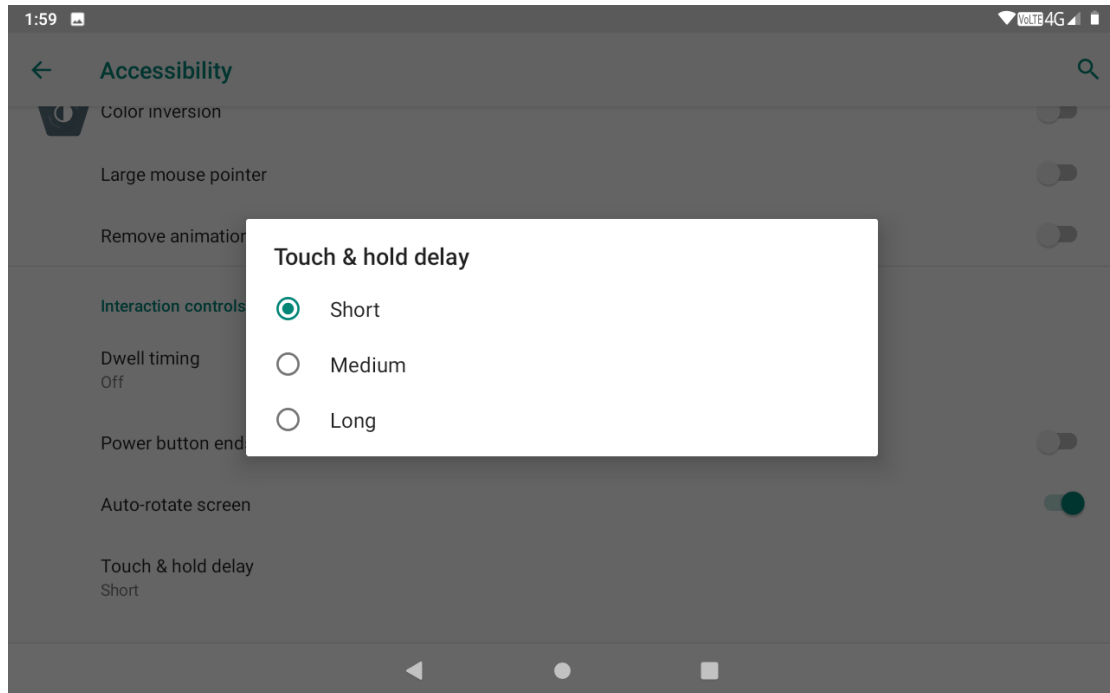 1:59
VoLTE 4G
Accessibility
Color inversion
Large mouse pointer
Remove animation
Touch & hold delay
Short
Medium
Long
Interaction controls
Dwell timing
Off
Power button end
Auto-rotate screen
Touch & hold delay
Short